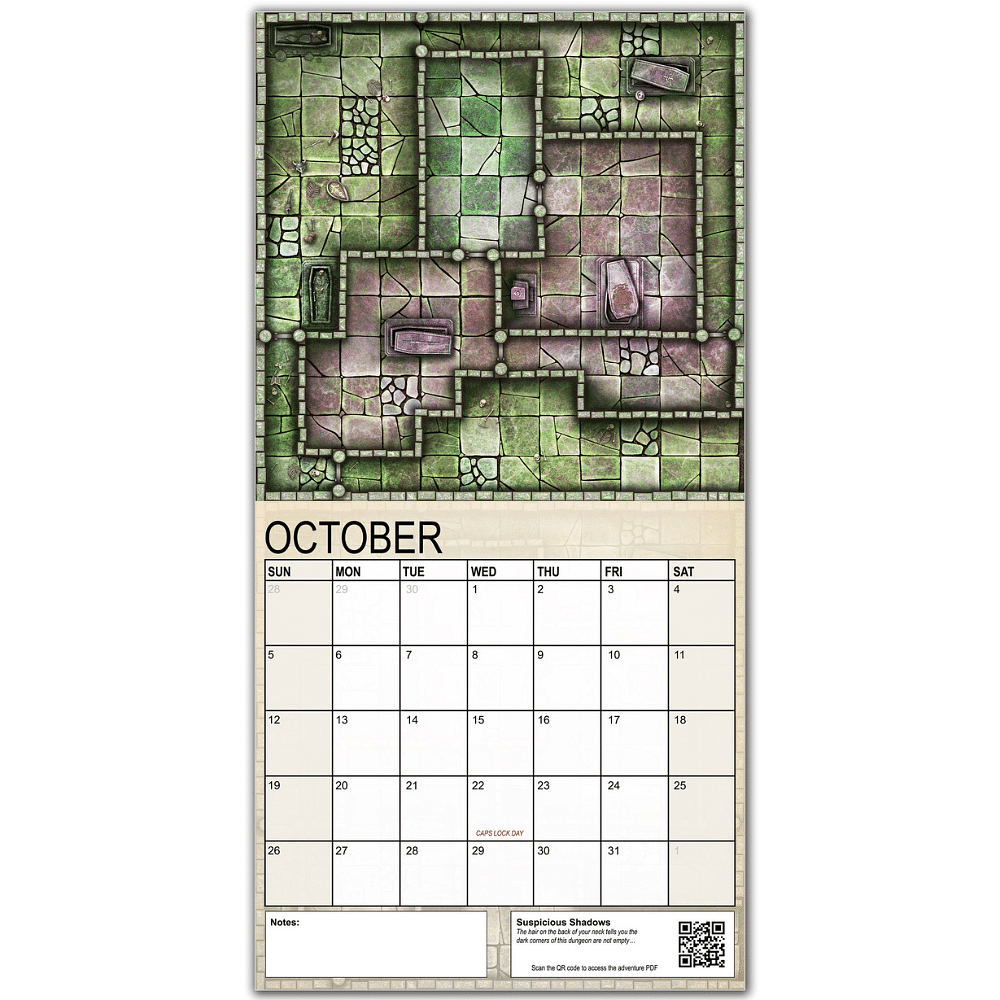 OCTOBER
SUN MON TUE WED THU FRI SAT
28 29 30 1 2 3 4
5 6 7 8 9 10 11
12 13 14 15 16 17 18
19 20 21 22 23 24 25
CAPS LOCK DAY
26 27 28 29 30 31 1
Notes:
Suspicious Shadows
The hair on the back of your neck tells you the
dark corners of this dungeon are not empty...
Scan the QR code to access the adventure PDF